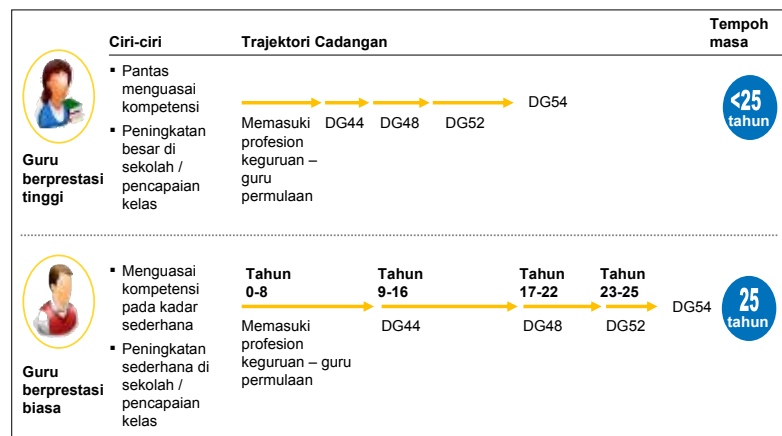 Ciri-ciri
Trajektori Cadangan
Tempoh
masa
▪ Pantas
menguasai
kompetensi
▪ Peningkatan
besar di
sekolah /
pencapaian
kelas
Guru
berprestasi
tinggi
Memasuki
profesion
keguruan –
guru
permulaan
DG44
DG48
DG52
DG54
<25
tahun
▪ Menguasai
kompetensi
pada kadar
sederhana
▪ Peningkatan
sederhana di
sekolah /
pencapaian
kelas
Guru
berprestasi
biasa
Tahun
0-8
Tahun
9-16
Tahun
17-22
Tahun
23-25
Memasuki
profesion
keguruan – guru
permulaan
DG44
DG48
DG52
DG54
25
tahun